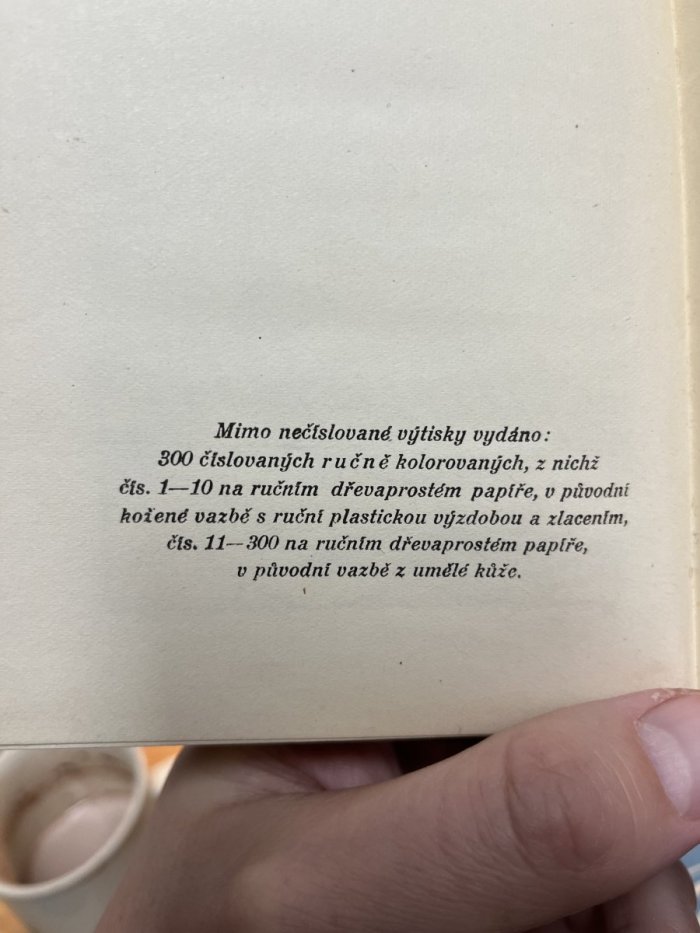 Mimo nečíslované výtisky vydáno:
300 číslovaných ručně kolorovaných, z nichž
čís. 1—10 na ručním dřevaprostém papíře, v původní
kožené vazbě s ruční plastickou výzdobou a zlacením,
čís. 11—300 na ručním dřevaprostém papíře,
v původní vazbě z umělé kůže.